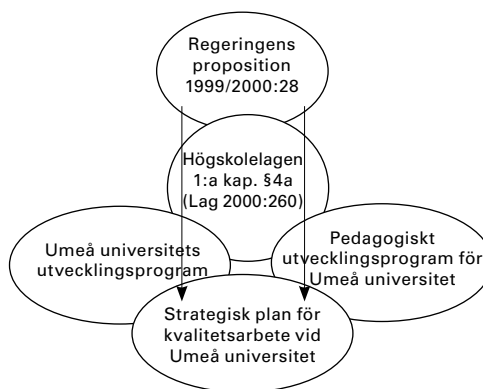 Regeringens
proposition
1999/2000:28
Högskolelagen
1:a kap. §4a
(Lag 2000:260)
Umeå universitets
utvecklingsprogram
Pedagogiskt
utvecklingsprogram för
Umeå universitet
Strategisk plan för
kvalitetsarbete vid
Umeå universitet